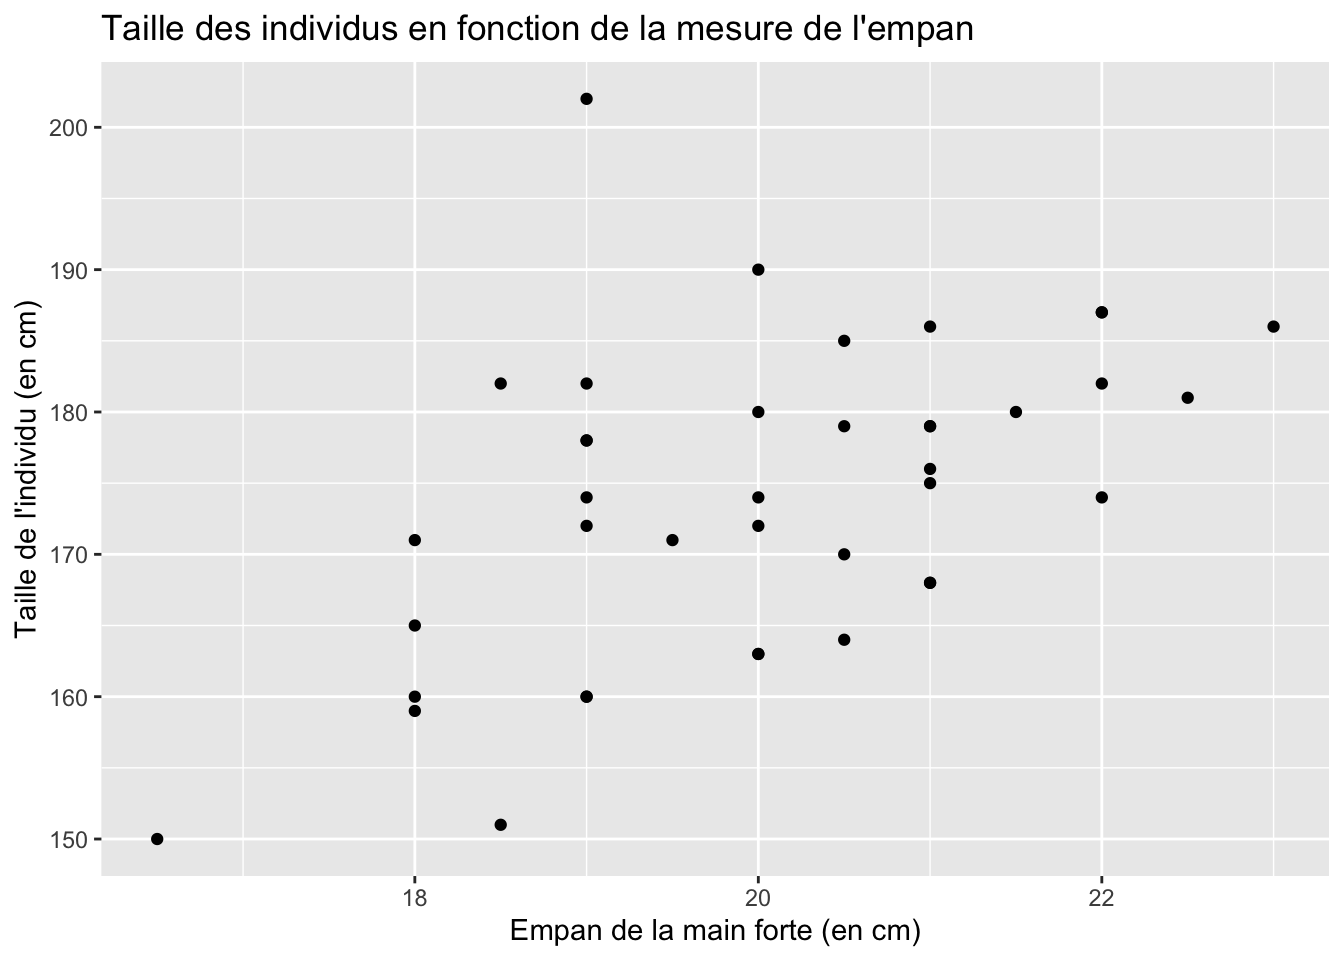 Taille des individus en fonction de la mesure de l'empan
200
190
180
170
160
150
Taille de l'individu (en cm)
18 20 22
Empan de la main forte (en cm)